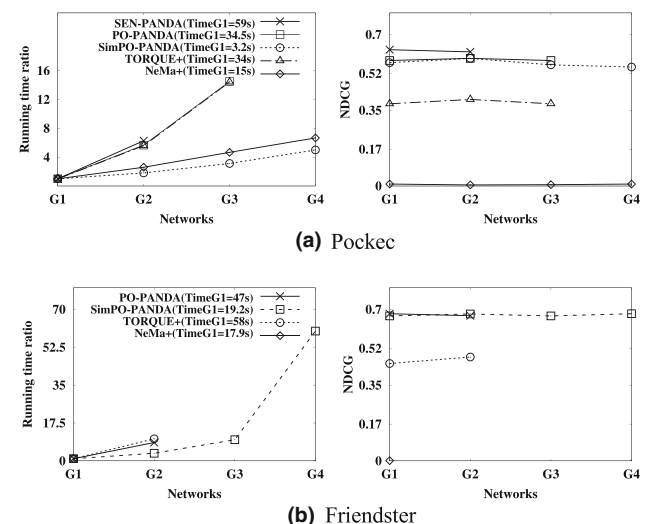 SEN-PANDA(TimeG1=59s)
PO-PANDA(TimeG1=34.5s)
SimPO-PANDA(TimeG1=3.2s)
TORQUE+(TimeG1=34s)
NeMa+(TimeG1=15s)
Running time ratio
16
12
8
4
G1 G2 G3 G4
Networks
NDCG
0.7
0.52
0.35
0.17
0
G1 G2 G3 G4
Networks
(a) Pockec
PO-PANDA(TimeG1=47s)
SimPO-PANDA(TimeG1=19.2s)
TORQUE+(TimeG1=58s)
NeMa+(TimeG1=17.9s)
Running time ratio
70
52.5
35
17.5
0
G1 G2 G3 G4
Networks
NDCG
0.7
0.52
0.35
0.17
0
G1 G2 G3 G4
Networks
(b) Friendster